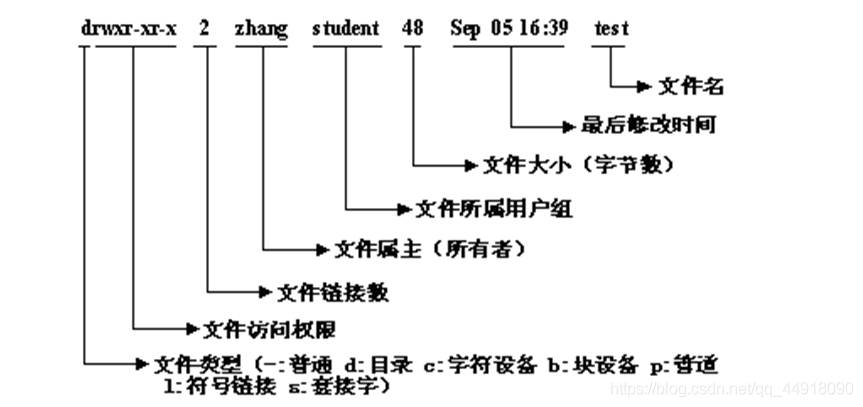 drwxr-xr-x 2 zhang student 48 Sep 05 16:39 test
文件名
最后修改时间
文件大小（字节数）
文件所属用户组
文件属主（所有者）
文件链接数
文件访问权限
文件类型（-:普通 d:目录 c:字符设备 b:块设备 p:管道
l:符号链接 s:套接字）
https://blog.csdn.net/qq_44918090